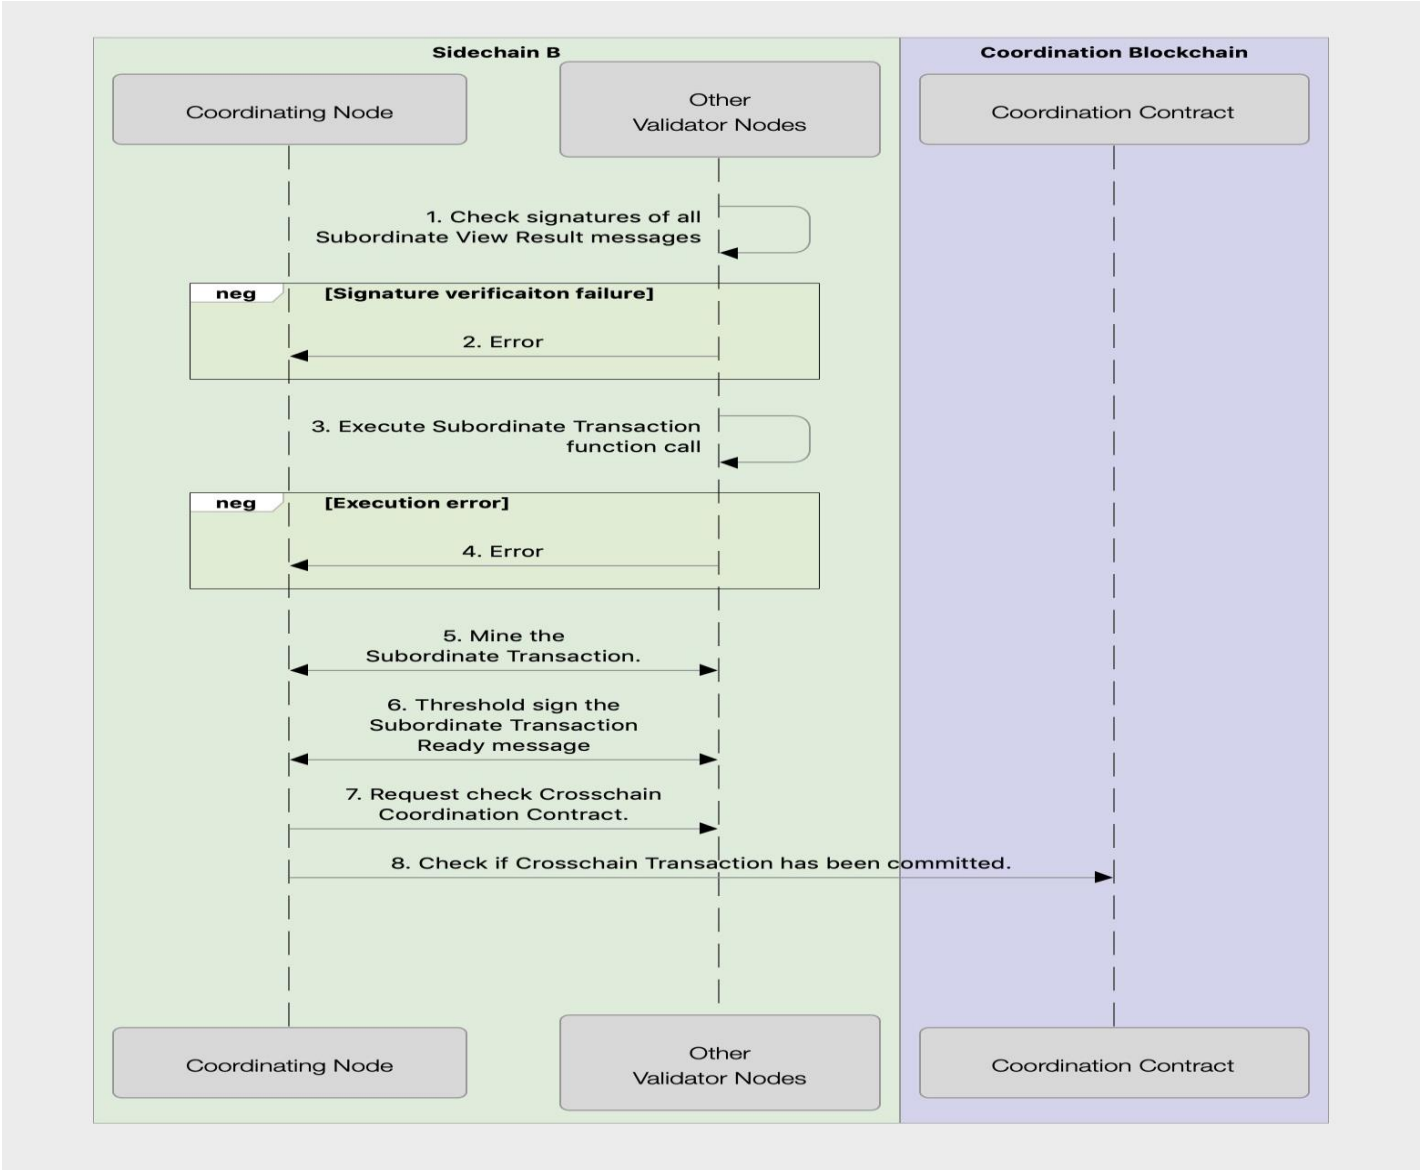 Sidechain B
Coordination Blockchain
Coordinating Node
Other
Validator Nodes
Coordination Contract
1. Check signatures of all
Subordinate View Result messages
neg
[Signature verificaiton failure]
2. Error
3. Execute Subordinate Transaction
function call
neg
[Execution error]
4. Error
5. Mine the
Subordinate Transaction.
6. Threshold sign the
Subordinate Transaction
Ready message
7. Request check Crosschain
Coordination Contract.
8. Check if Crosschain Transaction has been committed.
Coordinating Node
Other
Validator Nodes
Coordination Contract